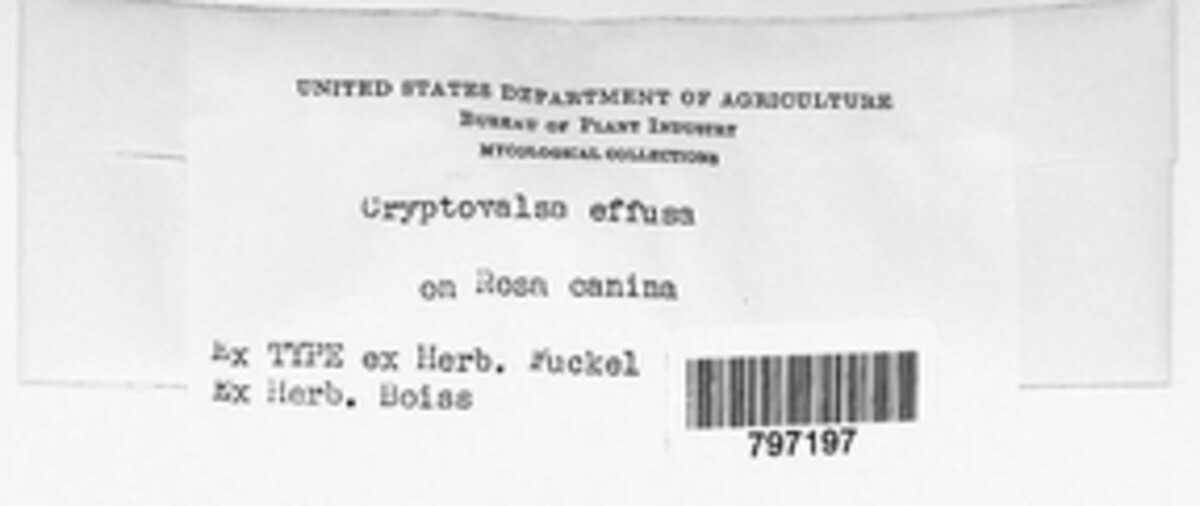 UNITED STATES DEPARTMENT OF AGRICULTURE
BUREAU OF PLANT INDUSTRY
MYCOLOGICAL COLLECTIONS
Cryptovalsa effusa
on Rosa canina
Ex TYPE ex Herb. Fuckel
Ex Herb. Boiss
797197